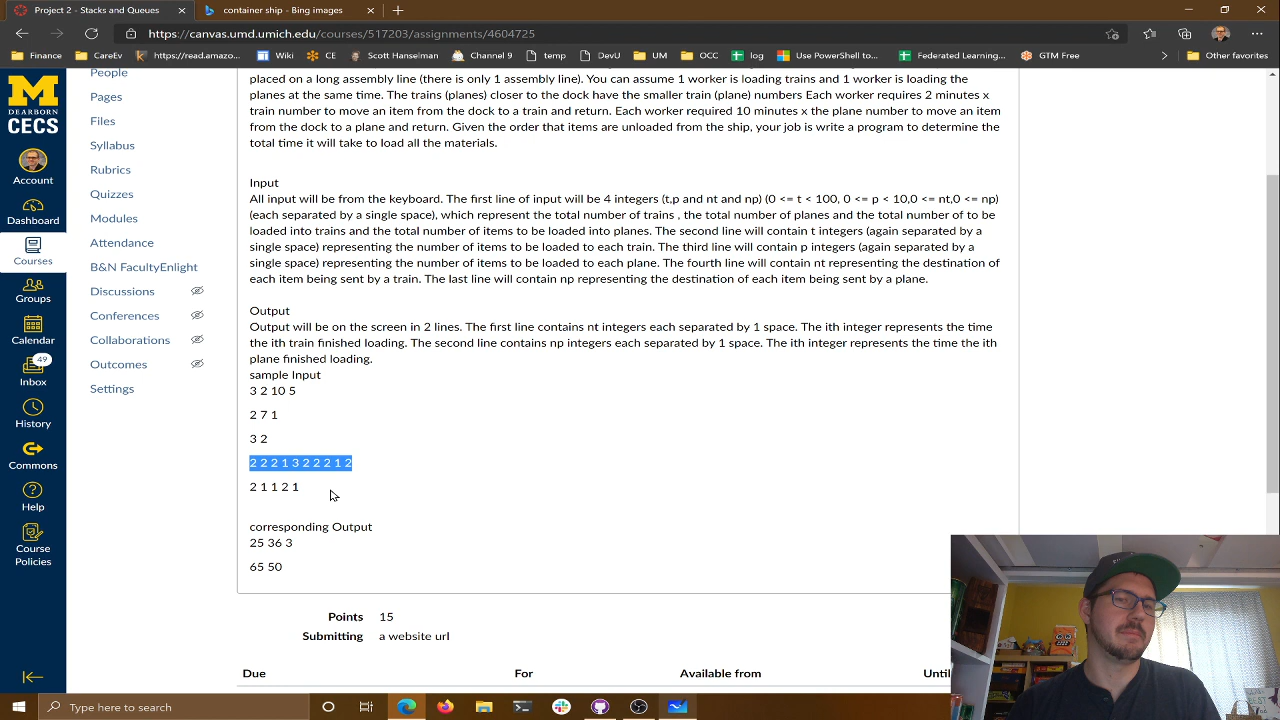 Project 2 - Stacks and Queues
container ship - Bing images
https://canvas.umd.umich.edu/courses/517203/assignments/4604725
Finance
CareEv
https://read.amazo...
Wiki
CE
Scott Hanselman
Channel 9
temp
DevU
UM
OCC
log
Use PowerShell to...
Federated Learning...
GTM Free
Other favorites
M
DEARBORN
CECS
Account
Dashboard
Courses
Groups
Calendar
49
Inbox
History
Commons
Help
Course
Policies
People
Pages
Files
Syllabus
Rubrics
Quizzes
Modules
Attendance
B&N FacultyEnlight
Discussions
Conferences
Collaborations
Outcomes
Settings
placed on a long assembly line (there is only 1 assembly line). You can assume 1 worker is loading trains and 1 worker is loading the
planes at the same time. The trains (planes) closer to the dock have the smaller train (plane) numbers Each worker requires 2 minutes x
train number to move an item from the dock to a train and return. Each worker required 10 minutes x the plane number to move an item
from the dock to a plane and return. Given the order that items are unloaded from the ship, your job is write a program to determine the
total time it will take to load all the materials.
Input
All input will be from the keyboard. The first line of input will be 4 integers (t,p and nt and np) (0 <= t < 100, 0 <= p < 10,0 <= nt,0 <= np)
(each separated by a single space), which represent the total number of trains , the total number of planes and the total number of to be
loaded into trains and the total number of items to be loaded into planes. The second line will contain t integers (again separated by a
single space) representing the number of items to be loaded to each train. The third line will contain p integers (again separated by a
single space) representing the number of items to be loaded to each plane. The fourth line will contain nt representing the destination of
each item being sent by a train. The last line will contain np representing the destination of each item being sent by a plane.
Output
Output will be on the screen in 2 lines. The first line contains nt integers each separated by 1 space. The ith integer represents the time
the ith train finished loading. The second line contains np integers each separated by 1 space. The ith integer represents the time the ith
plane finished loading.
sample Input
3 2 10 5
2 7 1
3 2
2 2 2 1 3 2 2 2 1 2
2 1 1 2 1
corresponding Output
25 36 3
65 50
Points 15
Submitting a website url
Due For Available from Until
Type here to search